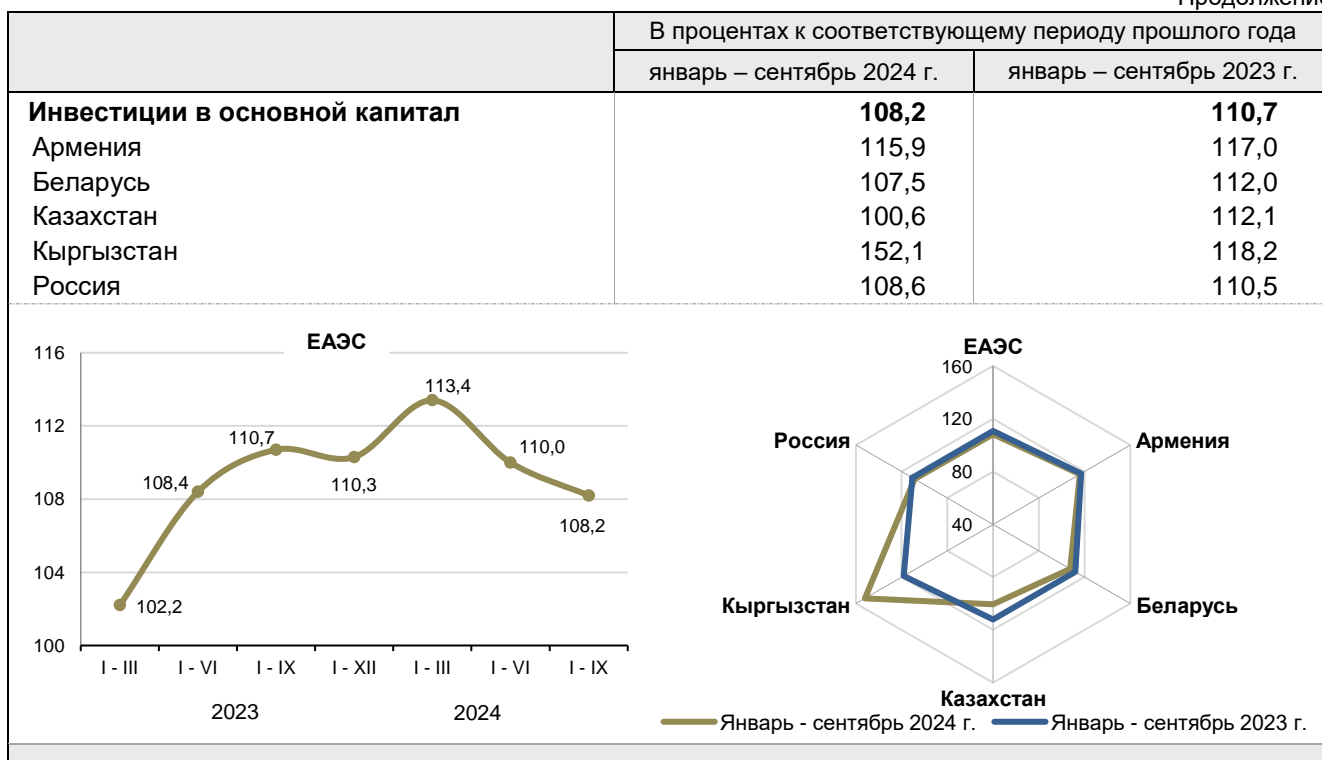 Продолжение
В процентах к соответствующему периоду прошлого года
январь – сентябрь 2024 г. январь – сентябрь 2023 г.
Инвестиции в основной капитал 108,2 110,7
Армения 115,9 117,0
Беларусь 107,5 112,0
Казахстан 100,6 112,1
Кыргызстан 152,1 118,2
Россия 108,6 110,5
ЕАЭС
116
112
108
104
100
102,2
108,4
110,7
110,3
113,4
110,0
108,2
I - III I - VI I - IX I - XII I - III I - VI I - IX
2023 2024
ЕАЭС
160
120
80
40
Армения
Беларусь
Казахстан
Кыргызстан
Россия
Январь - сентябрь 2024 г. Январь - сентябрь 2023 г.